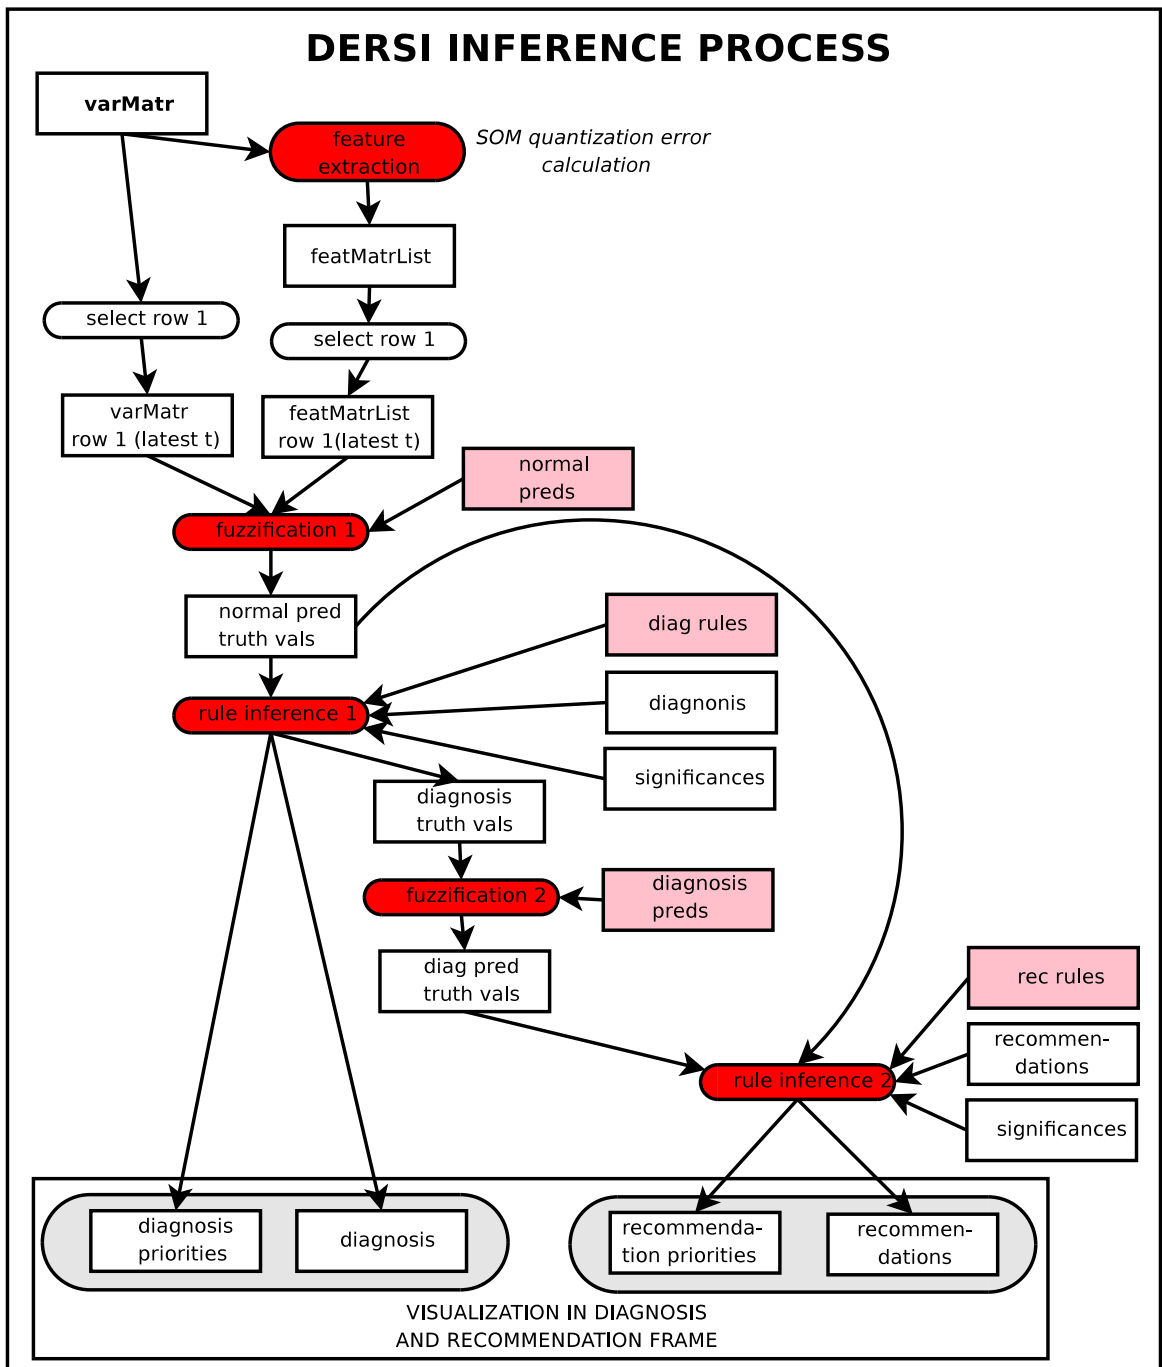 DERSI INFERENCE PROCESS
varMatr
feature
extraction
SOM quantization error
calculation
featMatrList
select row 1
select row 1
varMatr
row 1 (latest t)
featMatrList
row 1(latest t)
normal
preds
fuzzification 1
normal pred
truth vals
diag rules
rule inference 1
diagnonis
significances
diagnosis
truth vals
fuzzification 2
diagnosis
preds
diag pred
truth vals
rec rules
recommen-
dations
rule inference 2
significances
diagnosis
priorities
diagnosis
recommenda-
tion priorities
recommen-
dations
VISUALIZATION IN DIAGNOSIS
AND RECOMMENDATION FRAME